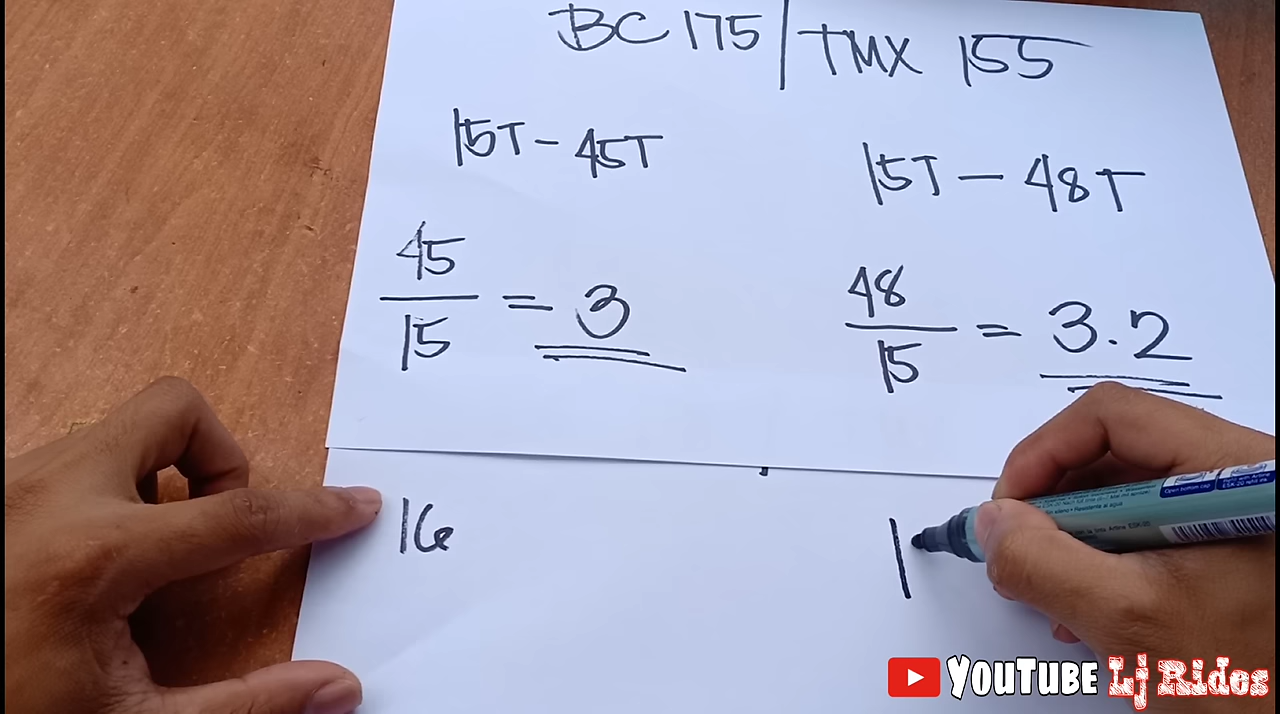 BC 175 / TMX 155
15T - 45T
15T - 48T
45
15
= 3
48
15
= 3.2
16
1
YouTube Lj Rides